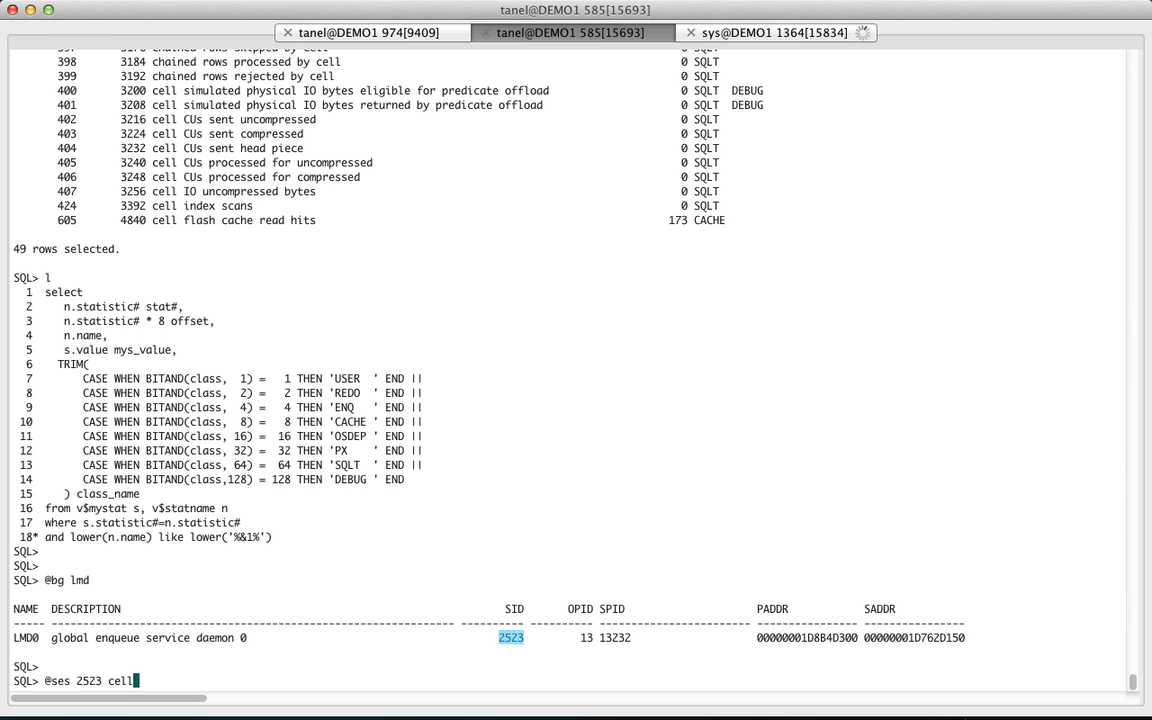 tanel@DEMO1 585[15693]
tanel@DEMO1 974[9409] tanel@DEMO1 585[15693] sys@DEMO1 1364[15834]
397 3176 chained rows skipped by cell 0 SQLT
398 3184 chained rows processed by cell 0 SQLT
399 3192 chained rows rejected by cell 0 SQLT
400 3200 cell simulated physical IO bytes eligible for predicate offload 0 SQLT DEBUG
401 3208 cell simulated physical IO bytes returned by predicate offload 0 SQLT DEBUG
402 3216 cell CUs sent uncompressed 0 SQLT
403 3224 cell CUs sent compressed 0 SQLT
404 3232 cell CUs sent head piece 0 SQLT
405 3240 cell CUs processed for uncompressed 0 SQLT
406 3248 cell CUs processed for compressed 0 SQLT
407 3256 cell IO uncompressed bytes 0 SQLT
424 3392 cell index scans 0 SQLT
605 4840 cell flash cache read hits 173 CACHE
49 rows selected.
SQL> l
1 select
2 n.statistic# stat#,
3 n.statistic# * 8 offset,
4 n.name,
5 s.value mys_value,
6 TRIM(
7 CASE WHEN BITAND(class, 1) = 1 THEN 'USER ' END ||
8 CASE WHEN BITAND(class, 2) = 2 THEN 'REDO ' END ||
9 CASE WHEN BITAND(class, 4) = 4 THEN 'ENQ ' END ||
10 CASE WHEN BITAND(class, 8) = 8 THEN 'CACHE ' END ||
11 CASE WHEN BITAND(class, 16) = 16 THEN 'OSDEP ' END ||
12 CASE WHEN BITAND(class, 32) = 32 THEN 'PX ' END ||
13 CASE WHEN BITAND(class, 64) = 64 THEN 'SQLT ' END ||
14 CASE WHEN BITAND(class,128) = 128 THEN 'DEBUG ' END
15 ) class_name
16 from v$mystat s, v$statname n
17 where s.statistic#=n.statistic#
18* and lower(n.name) like lower('%&1%')
SQL>
SQL>
SQL> @bg lmd
NAME DESCRIPTION SID OPID SPID PADDR SADDR
----- -------------------------------------------------------------- ---------- ---------- ------------------------ ---------------- ----------------
LMD0 global enqueue service daemon 0 2523 13 13232 00000001D8B4D300 00000001D762D150
SQL>
SQL> @ses 2523 cell